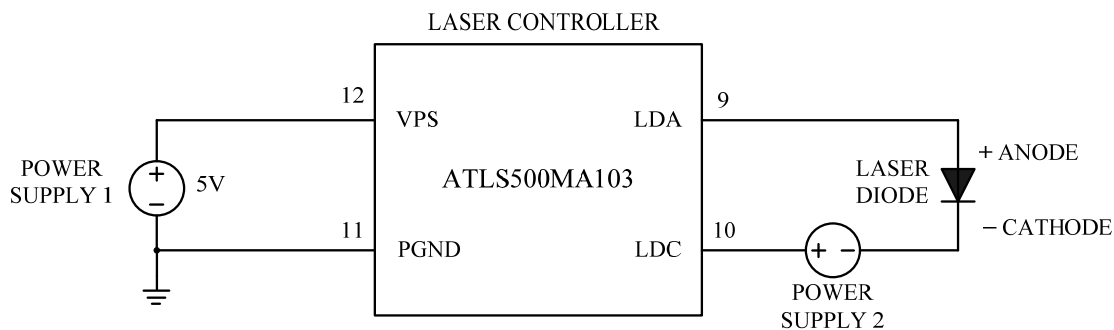 LASER CONTROLLER
12
VPS
LDA
9
POWER
SUPPLY 1
+
−
5V
ATLS500MA103
LASER
DIODE
+ ANODE
− CATHODE
11
PGND
LDC
10
+ −
POWER
SUPPLY 2